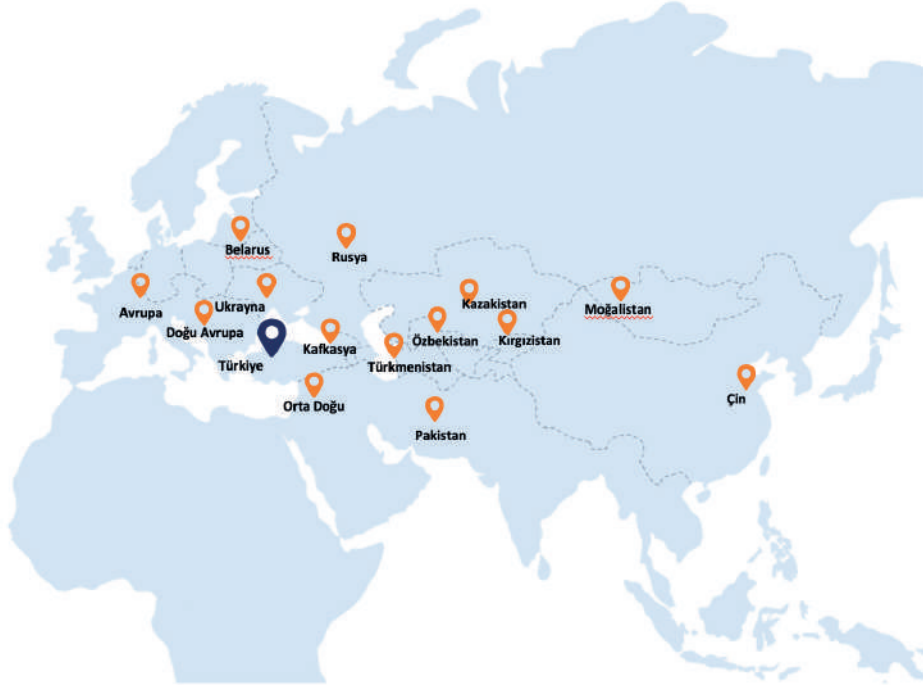 Belarus
Rusya
Avrupa
Ukrayna
Kazakistan
Moğalistan
Doğu Avrupa
Türkiye
Kafkasya
Özbekistan
Kırgızistan
Türkmenistan
Orta Doğu
Çin
Pakistan